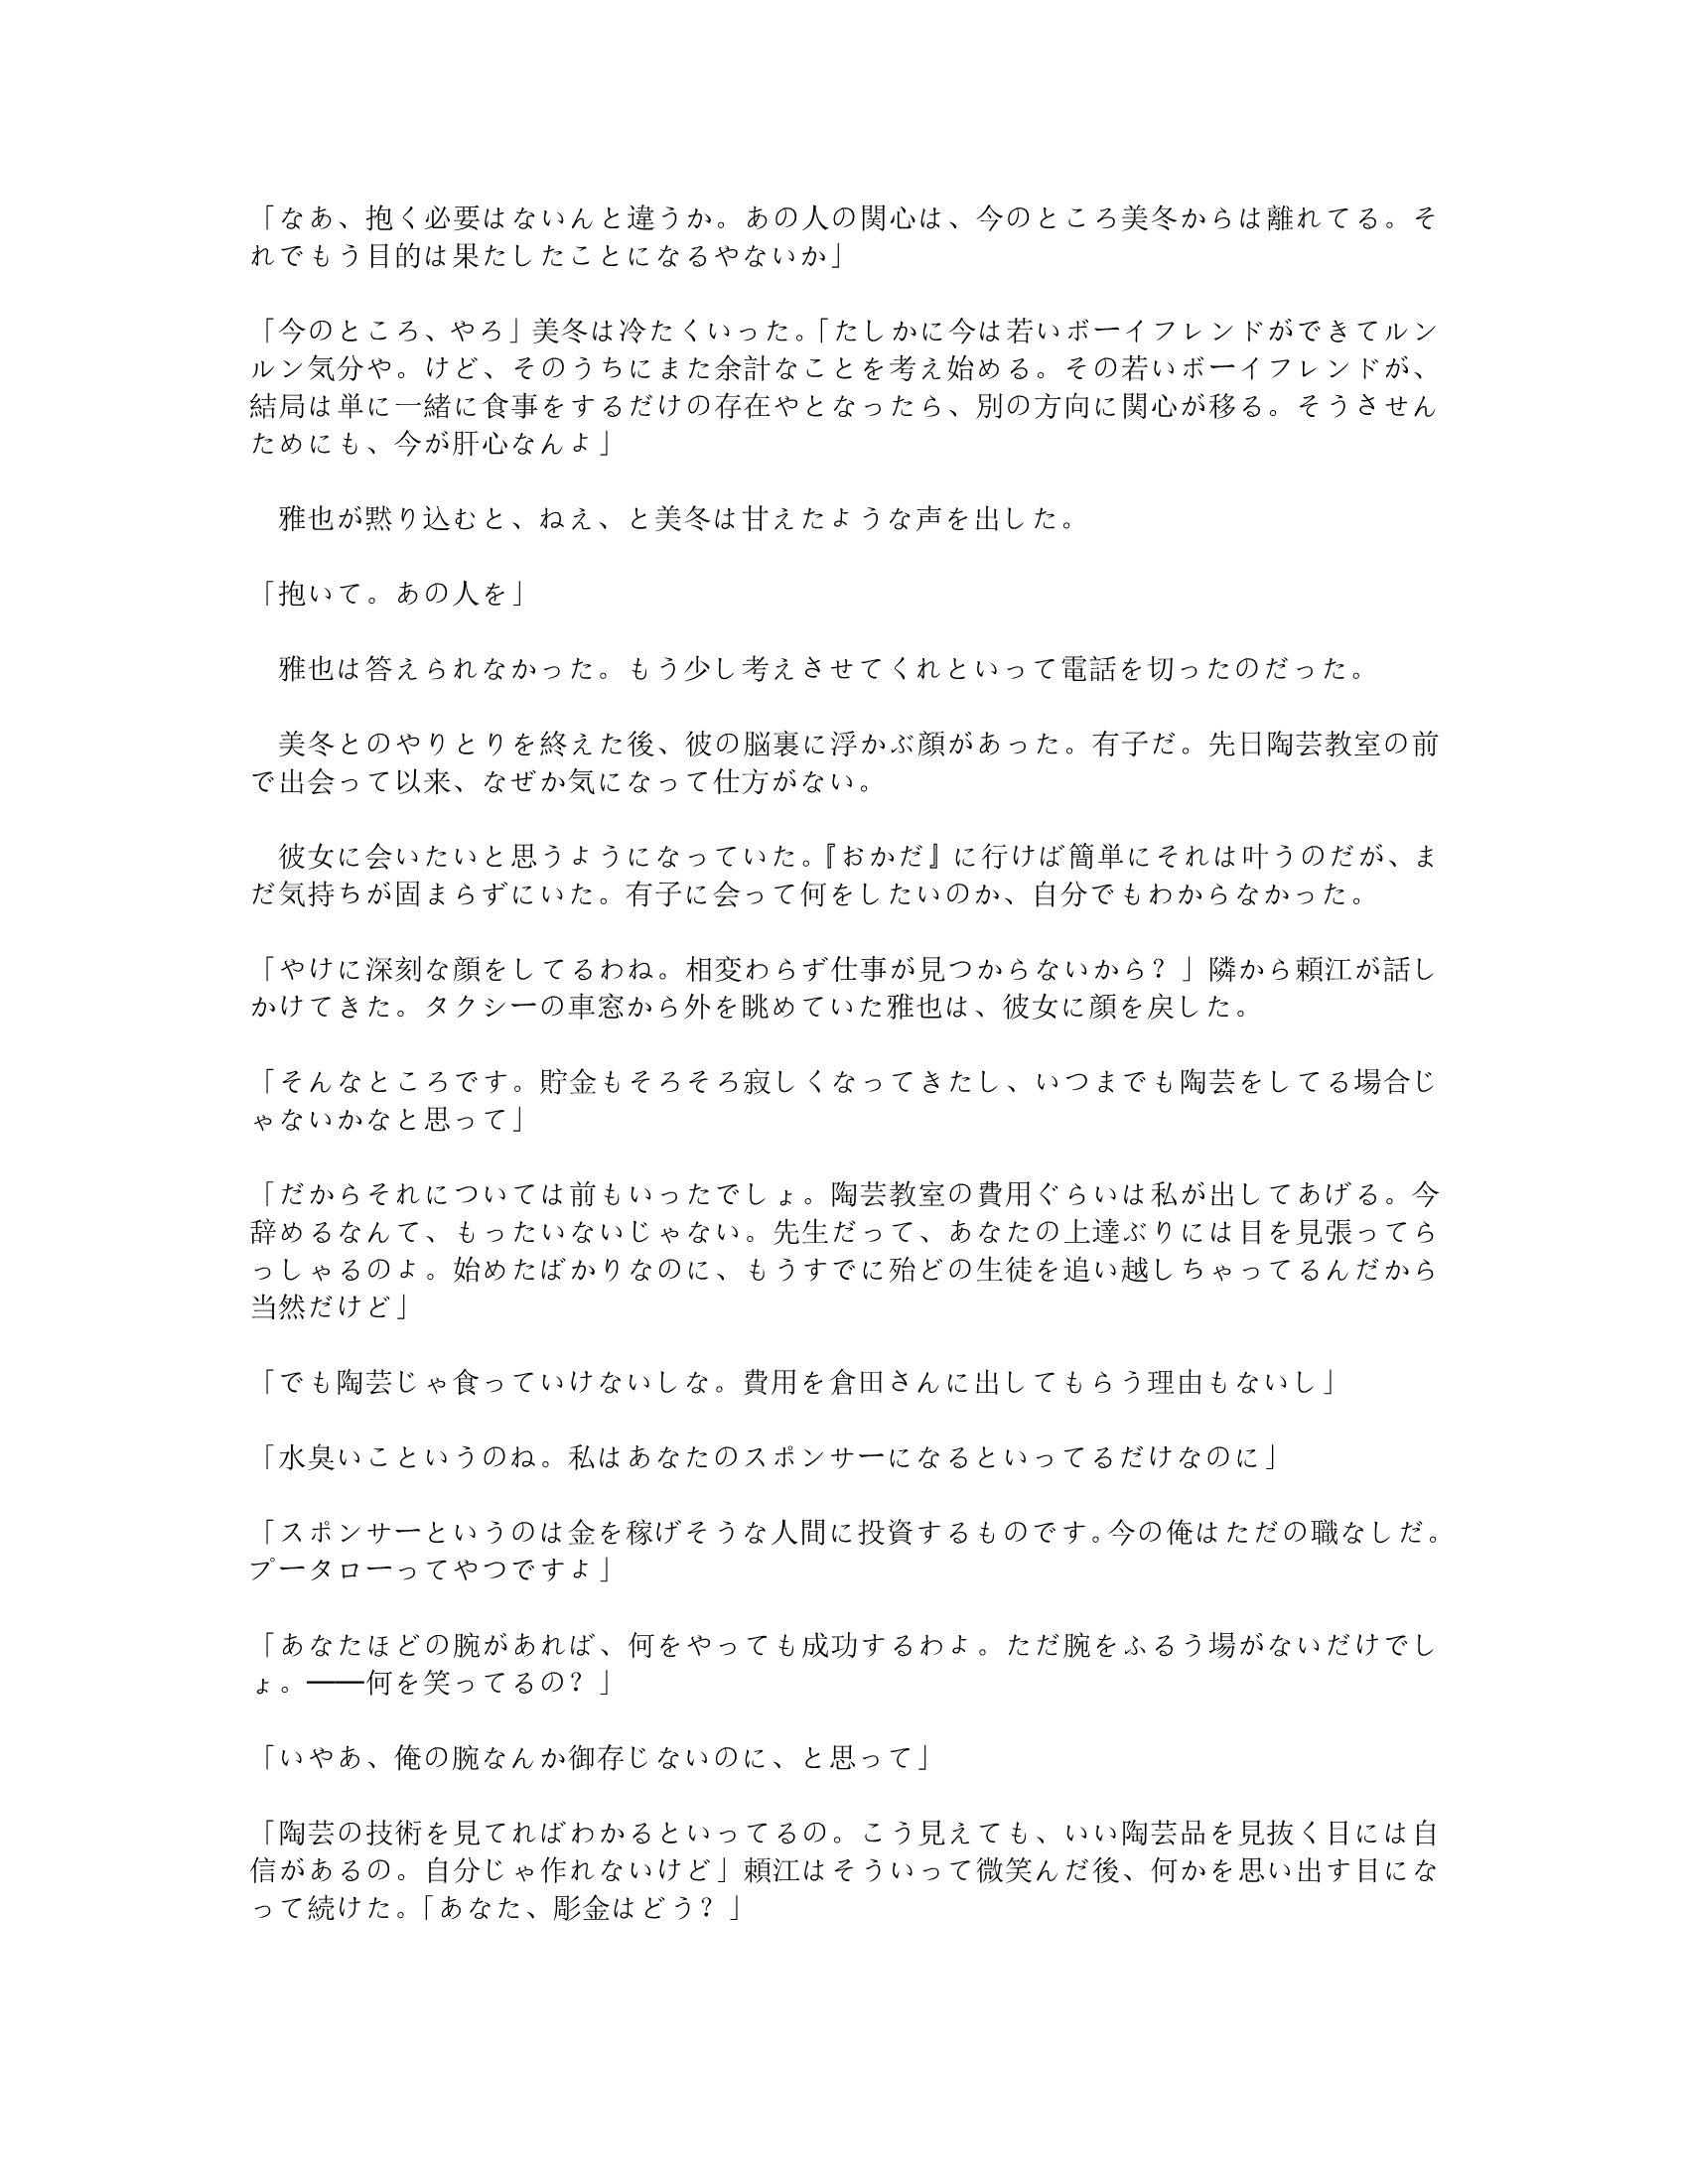 「なあ、抱く必要はないんと違うか。あの人の関心は、今のところ美冬からは離れてる。そ
れでもう目的は果たしたことになるやないか」
「今のところ、やろ」美冬は冷たくいった。「たしかに今は若いボーイフレンドができてルン
ルン気分や。けど、そのうちにまた余計なことを考え始める。その若いボーイフレンドが、
結局は単に一緒に食事をするだけの存在やとなったら、別の方向に関心が移る。そうさせん
ためにも、今が肝心なんよ」
　雅也が黙り込むと、ねえ、と美冬は甘えたような声を出した。
「抱いて。あの人を」
　雅也は答えられなかった。もう少し考えさせてくれといって電話を切ったのだった。
　美冬とのやりとりを終えた後、彼の脳裏に浮かぶ顔があった。有子だ。先日陶芸教室の前
で出会って以来、なぜか気になって仕方がない。
　彼女に会いたいと思うようになっていた。『おかだ』に行けば簡単にそれは叶うのだが、ま
だ気持ちが固まらずにいた。有子に会って何をしたいのか、自分でもわからなかった。
「やけに深刻な顔をしてるわね。相変わらず仕事が見つからないから？」隣から頼江が話し
かけてきた。タクシーの車窓から外を眺めていた雅也は、彼女に顔を戻した。
「そんなところです。貯金もそろそろ寂しくなってきたし、いつまでも陶芸をしてる場合じ
ゃないかなと思って」
「だからそれについては前もいったでしょ。陶芸教室の費用ぐらいは私が出してあげる。今
辞めるなんて、もったいないじゃない。先生だって、あなたの上達ぶりには目を見張ってら
っしゃるのよ。始めたばかりなのに、もうすでに殆どの生徒を追い越しちゃってるんだから
当然だけど」
「でも陶芸じゃ食っていけないしな。費用を倉田さんに出してもらう理由もないし」
「水臭いこというのね。私はあなたのスポンサーになるといってるだけなのに」
「スポンサーというのは金を稼げそうな人間に投資するものです。今の俺はただの職なしだ。
プータローってやつですよ」
「あなたほどの腕があれば、何をやっても成功するわよ。ただ腕をふるう場がないだけでし
ょ。――何を笑ってるの？」
「いやあ、俺の腕なんか御存じないのに、と思って」
「陶芸の技術を見てればわかるといってるの。こう見えても、いい陶芸品を見抜く目には自
信があるの。自分じゃ作れないけど」頼江はそういって微笑んだ後、何かを思い出す目にな
って続けた。「あなた、彫金はどう？」